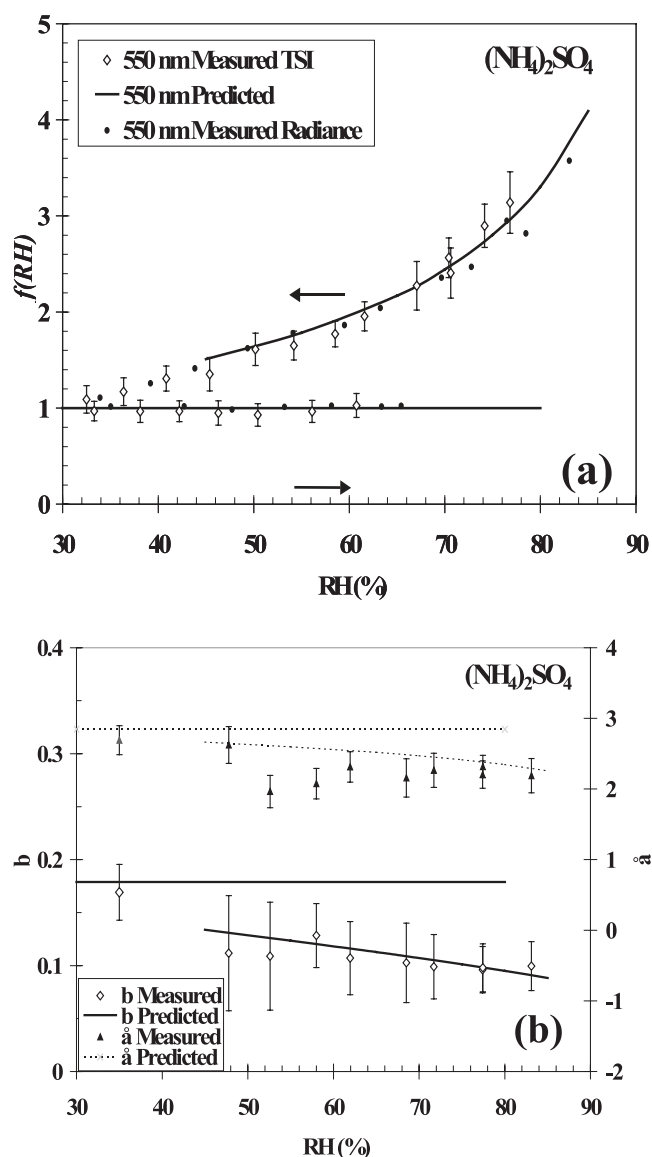 5
4
3
2
1
0
f(RH)
550 nm Measured TSI
550 nm Predicted
550 nm Measured Radiance
(NH4)2SO4
(a)
30 40 50 60 70 80 90
RH (%)
0.4
0.3
0.2
0.1
0
b
(NH4)2SO4
4
3
2
1
0
-1
-2
å
b Measured
b Predicted
å Measured
å Predicted
(b)
30 40 50 60 70 80 90
RH (%)